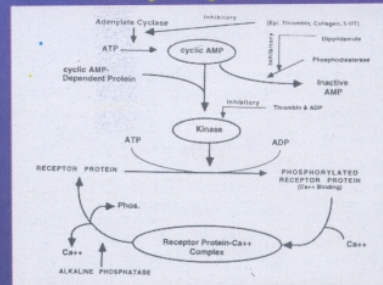 Adenylate Cyclase
Inhibitory
(Epi, Thrombin, Collagen, 5-HT)
ATP
cyclic AMP
Inhibitory
Dipyridamole
Phosphodiesterase
cyclic AMP-
Dependent Protein
Inactive
AMP
Inhibitory
Thrombin & ADP
Kinase
ATP
ADP
RECEPTOR PROTEIN
PHOSPHORYLATED
RECEPTOR PROTEIN
(Ca++ Binding)
Phos.
Ca++
Receptor Protein-Ca++
Complex
Ca++
ALKALINE PHOSPHATASE